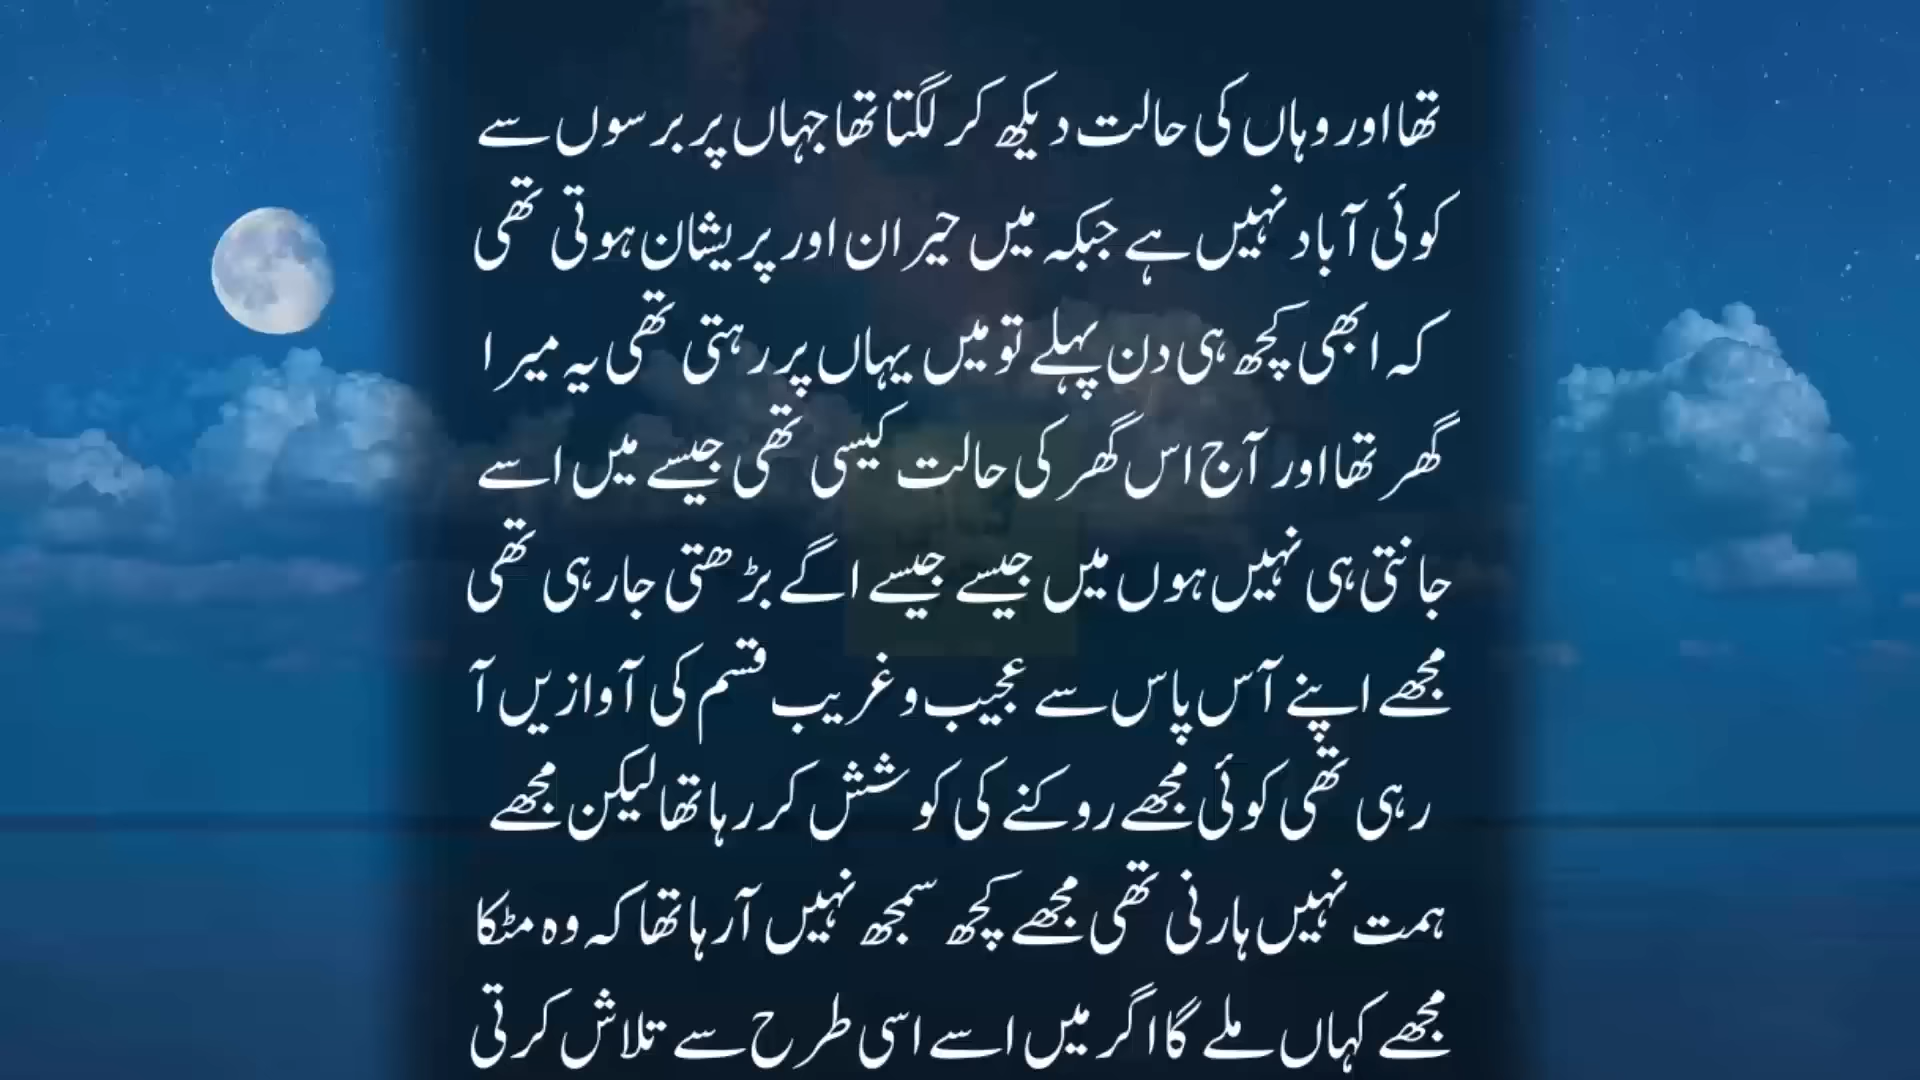 تھا اور وہاں کی حالت دیکھ کر لگتا تھا جہاں پر برسوں سے
کوئی آباد نہیں ہے جبکہ میں حیران اور پریشان ہوتی تھی
کہ ابھی کچھ ہی دن پہلے تو میں یہاں پر رہتی تھی یہ میرا
گھر تھا اور آج اس گھر کی حالت کیسی تھی جیسے میں اسے
جانتی ہی نہیں ہوں میں جیسے جیسے اگے بڑھتی جا رہی تھی
مجھے اپنے آس پاس سے عجیب و غریب قسم کی آوازیں آ
رہی تھی کوئی مجھے روکنے کی کوشش کر رہا تھا لیکن مجھے
ہمت نہیں ہارنی تھی مجھے کچھ سمجھ نہیں آ رہا تھا کہ وہ مٹکا
مجھے کہاں ملے گا اگر میں اسے اسی طرح سے تلاش کرتی